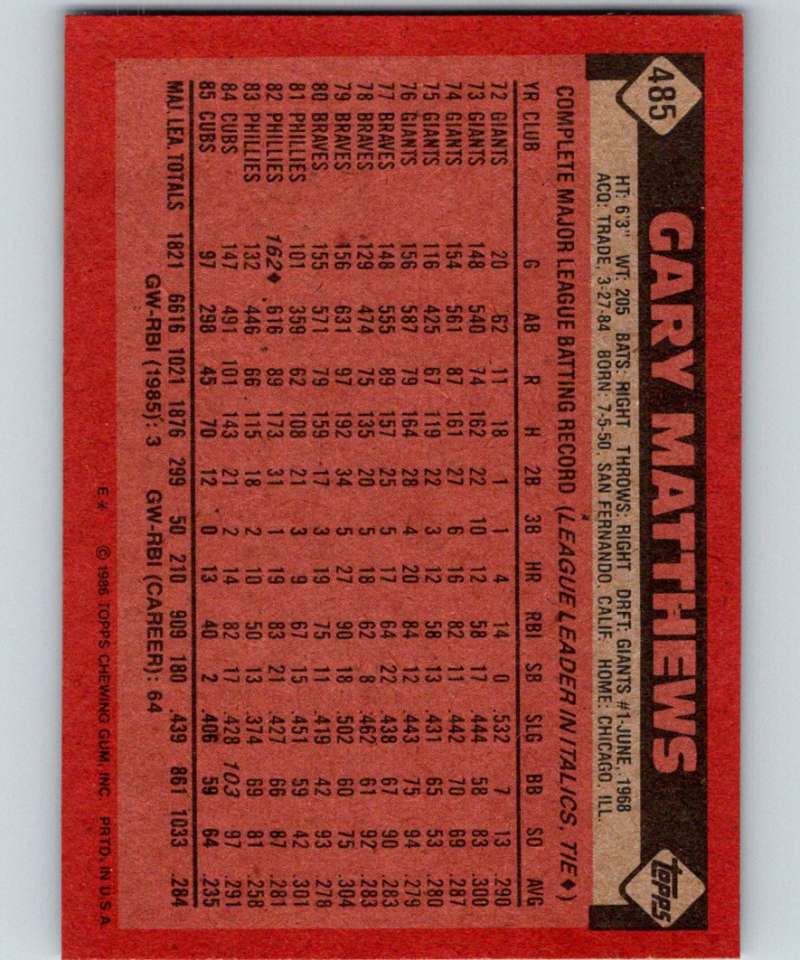 485
GARY MATTHEWS
Topps
HT: 6'3" WT: 205 BATS: RIGHT THROWS: RIGHT DRFT: GIANTS #1-JUNE, 1968
ACQ: TRADE, 3-27-84 BORN: 7-5-50, SAN FERNANDO, CALIF. HOME: CHICAGO, ILL.
COMPLETE MAJOR LEAGUE BATTING RECORD (LEAGUE LEADER IN ITALICS, TIE♦)
YR CLUB G AB R H 2B 3B HR RBI SB SLG BB SO AVG
72 GIANTS 20 62 11 18 1 1 4 14 0 .532 7 13 .290
73 GIANTS 148 540 74 162 22 10 12 58 17 .444 58 83 .300
74 GIANTS 154 561 87 161 27 6 16 82 11 .442 70 69 .287
75 GIANTS 116 425 67 119 22 3 12 58 13 .431 65 53 .280
76 GIANTS 156 587 79 164 28 4 20 84 12 .443 75 94 .279
77 BRAVES 148 555 89 157 25 5 17 64 22 .438 67 90 .283
78 BRAVES 129 474 75 135 20 5 18 62 8 .462 61 92 .283
79 BRAVES 156 631 97 192 34 5 27 90 18 .502 60 75 .304
80 BRAVES 155 571 79 159 17 3 19 75 11 .419 42 93 .278
81 PHILLIES 101 359 62 108 21 3 9 67 15 .451 59 42 .301
82 PHILLIES 162♦ 616 89 173 31 1 19 83 21 .427 66 87 .281
83 PHILLIES 132 446 66 115 18 2 10 50 13 .374 69 81 .258
84 CUBS 147 491 101 143 21 2 14 82 17 .428 103 97 .291
85 CUBS 97 298 45 70 12 0 13 40 2 .406 59 64 .235
MAJ. LEA. TOTALS 1821 6616 1021 1876 299 50 210 909 180 .439 861 1033 .284
GW-RBI (1985): 3 GW-RBI (CAREER): 64
E* © 1986 TOPPS CHEWING GUM, INC. PRTD. IN U.S.A.